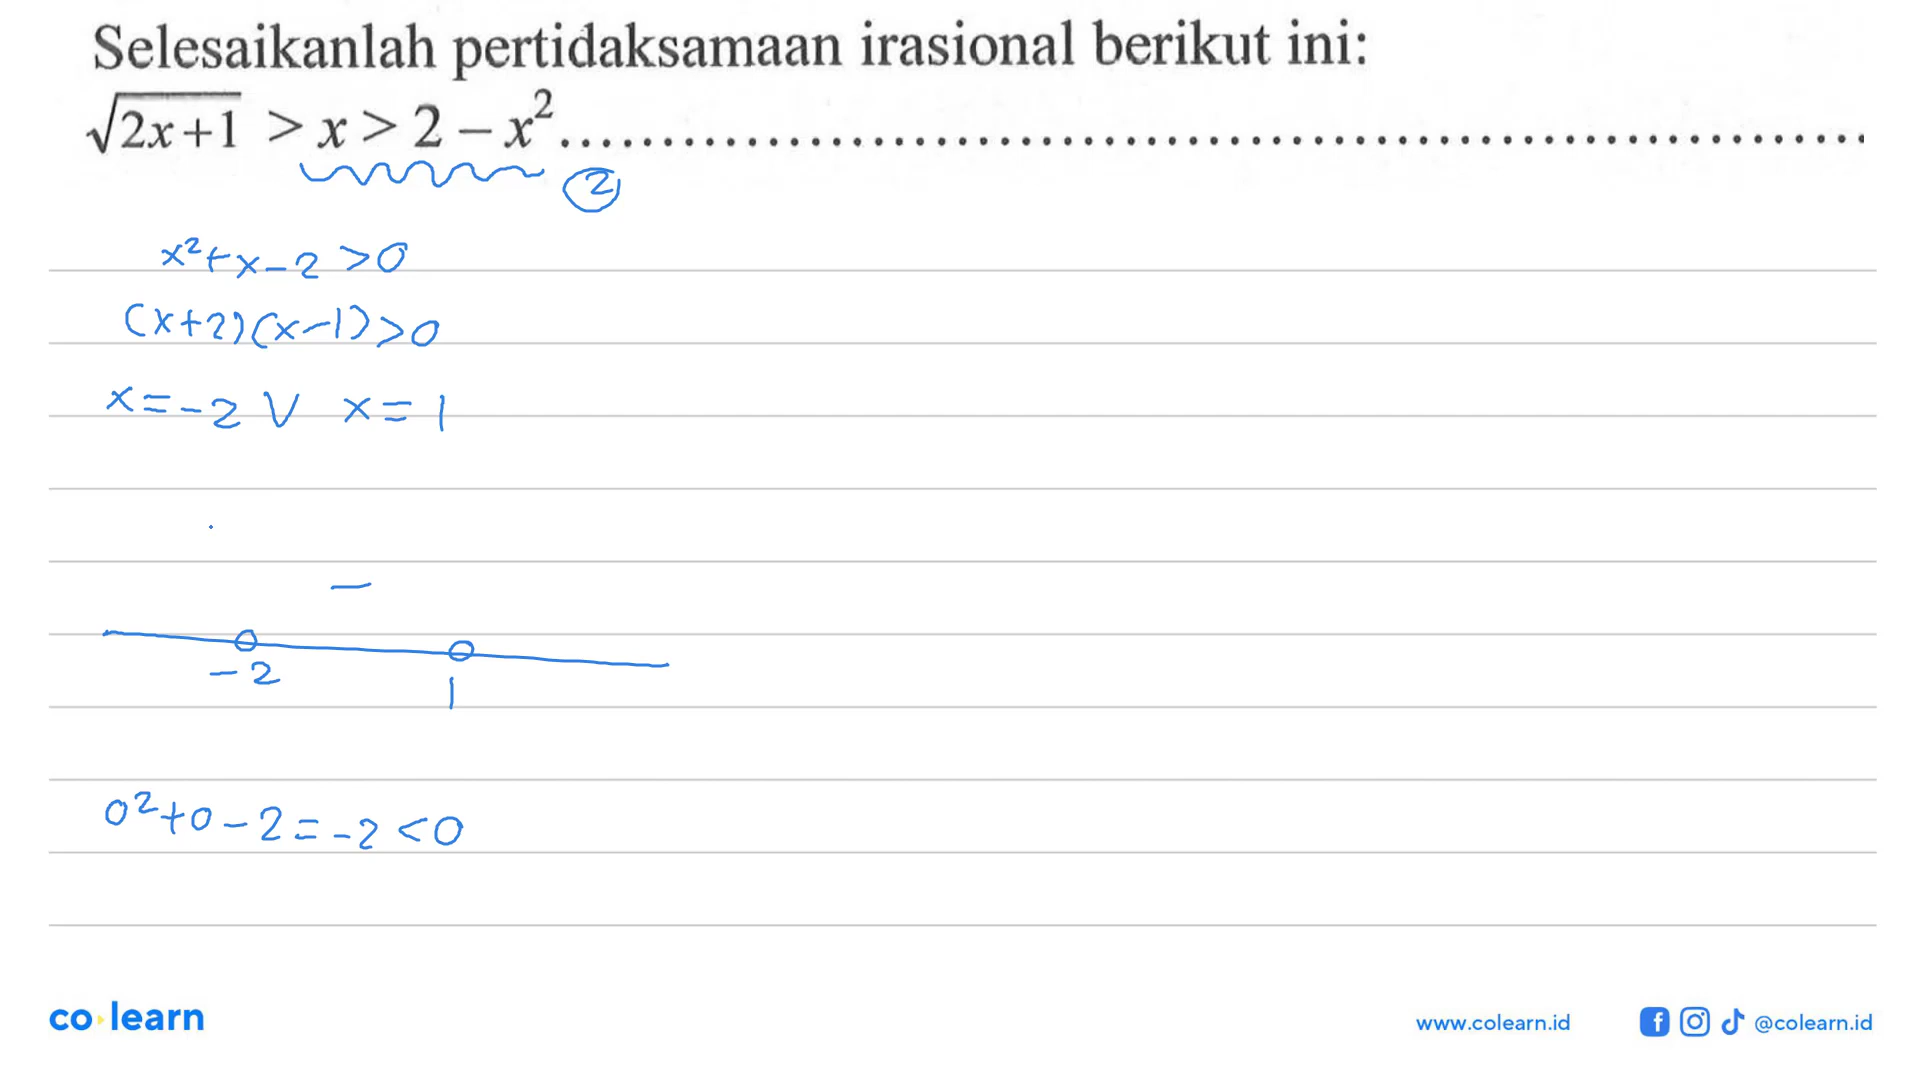 Selesaikanlah pertidaksamaan irasional berikut ini:
√2x+1 > x > 2 − x²...............................................................
②
x²+x−2 >0
(x+2)(x−1)>0
x=−2 V x=1
−
−2
1
0²+0−2=−2<0
co learn
www.colearn.id
@colearn.id